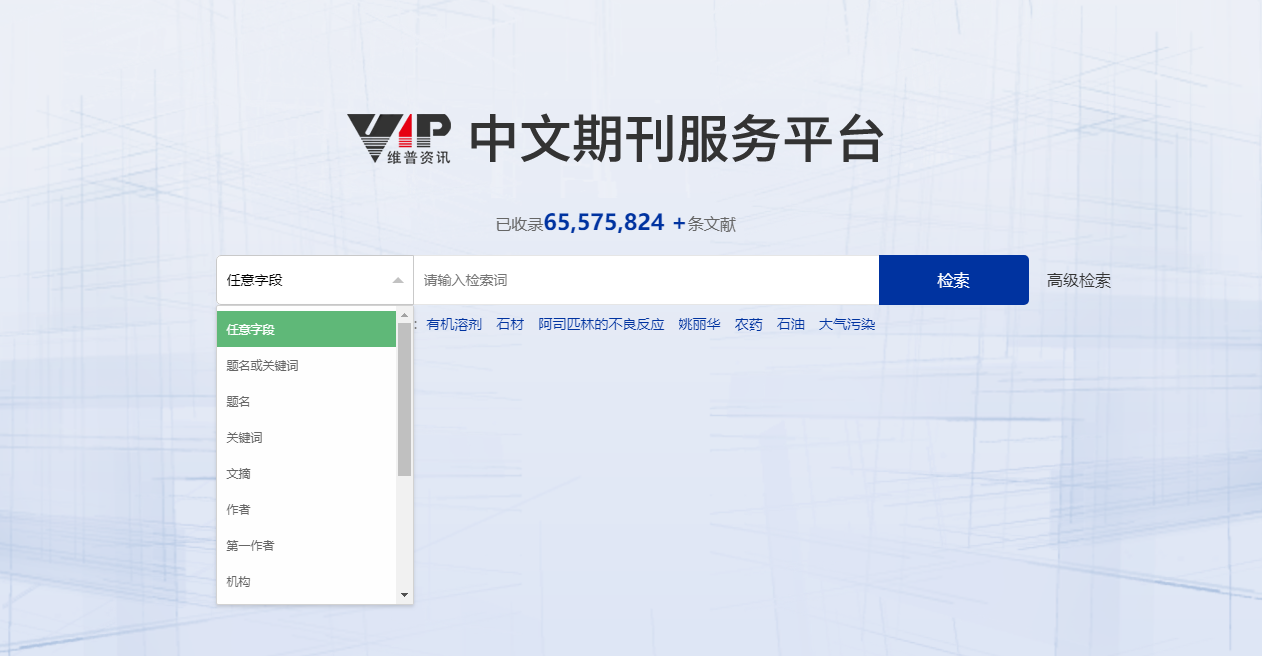 VIP 维普资讯 中文期刊服务平台
已收录65,575,824 +条文献
任意字段 请输入检索词 检索 高级检索
: 有机溶剂 石材 阿司匹林的不良反应 姚丽华 农药 石油 大气污染
任意字段
题名或关键词
题名
关键词
文摘
作者
第一作者
机构